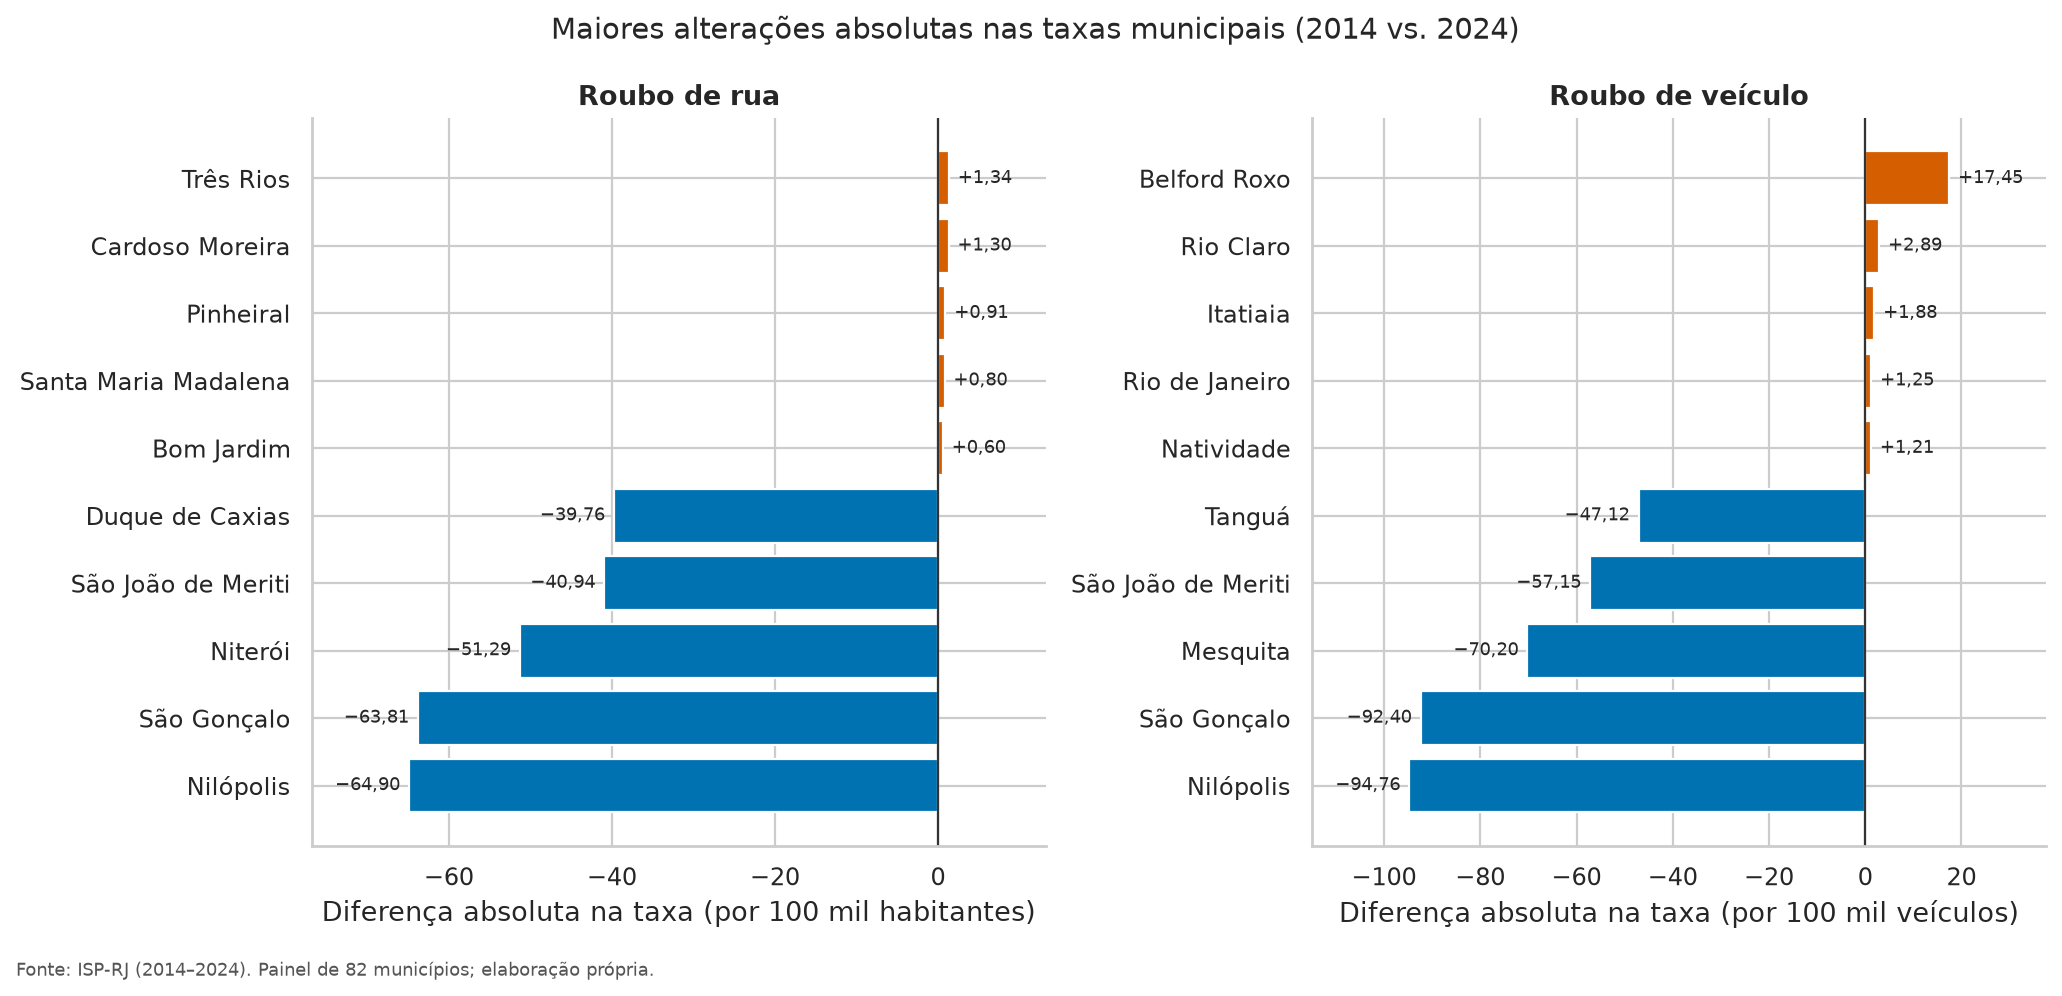 Maiores alterações absolutas nas taxas municipais (2014 vs. 2024)
Roubo de rua
Três Rios
+1,34
Cardoso Moreira
+1,30
Pinheiral
+0,91
Santa Maria Madalena
+0,80
Bom Jardim
+0,60
Duque de Caxias
−39,76
São João de Meriti
−40,94
Niterói
−51,29
São Gonçalo
−63,81
Nilópolis
−64,90
−60 −40 −20 0
Diferença absoluta na taxa (por 100 mil habitantes)
Roubo de veículo
Belford Roxo
+17,45
Rio Claro
+2,89
Itatiaia
+1,88
Rio de Janeiro
+1,25
Natividade
+1,21
Tanguá
−47,12
São João de Meriti
−57,15
Mesquita
−70,20
São Gonçalo
−92,40
Nilópolis
−94,76
−100 −80 −60 −40 −20 0 20
Diferença absoluta na taxa (por 100 mil veículos)
Fonte: ISP-RJ (2014–2024). Painel de 82 municípios; elaboração própria.